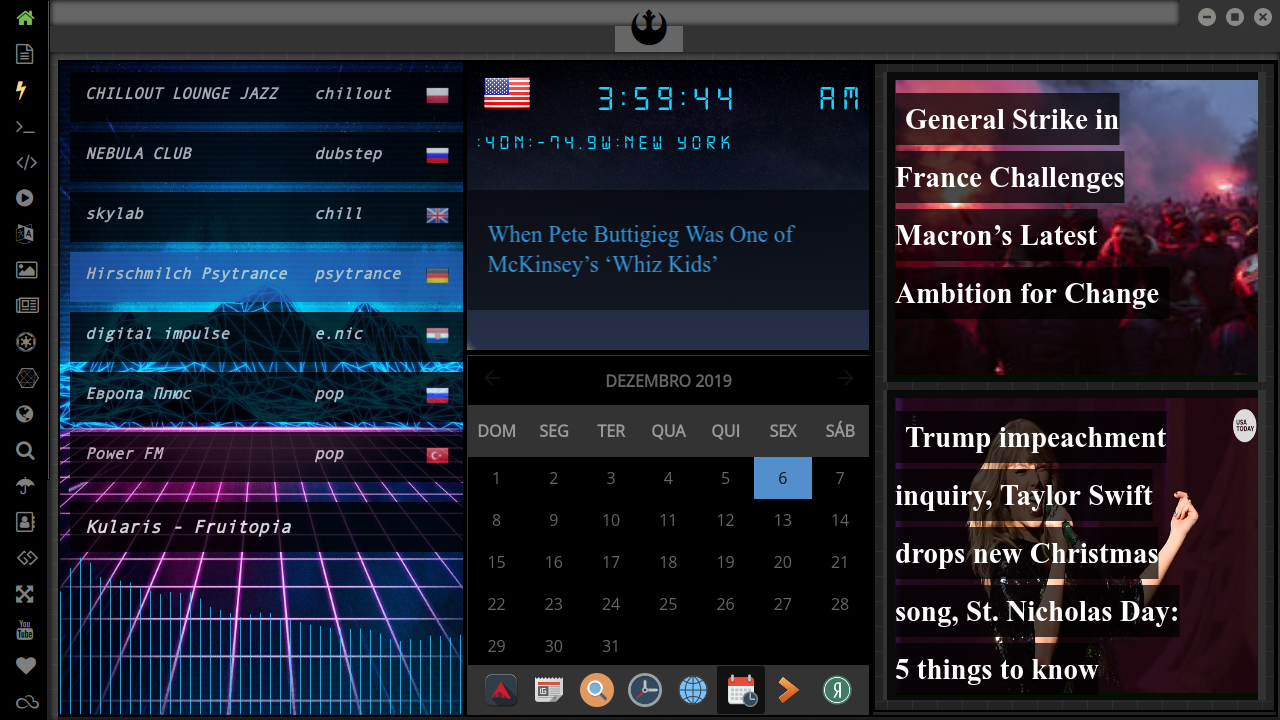 CHILLOUT LOUNGE JAZZ chillout
NEBULA CLUB dubstep
skylab chill
Hirschmilch Psytrance psytrance
digital impulse e.nic
Европа Плюс pop
Power FM pop
Kularis - Fruitopia
3:59:44 AM
:40N:-74.9W:NEW YORK
When Pete Buttigieg Was One of
McKinsey’s ‘Whiz Kids’
DEZEMBRO 2019
DOM SEG TER QUA QUI SEX SÁB
1 2 3 4 5 6 7
8 9 10 11 12 13 14
15 16 17 18 19 20 21
22 23 24 25 26 27 28
29 30 31
General Strike in
France Challenges
Macron’s Latest
Ambition for Change
USA
TODAY
Trump impeachment
inquiry, Taylor Swift
drops new Christmas
song, St. Nicholas Day:
5 things to know
You
Tube